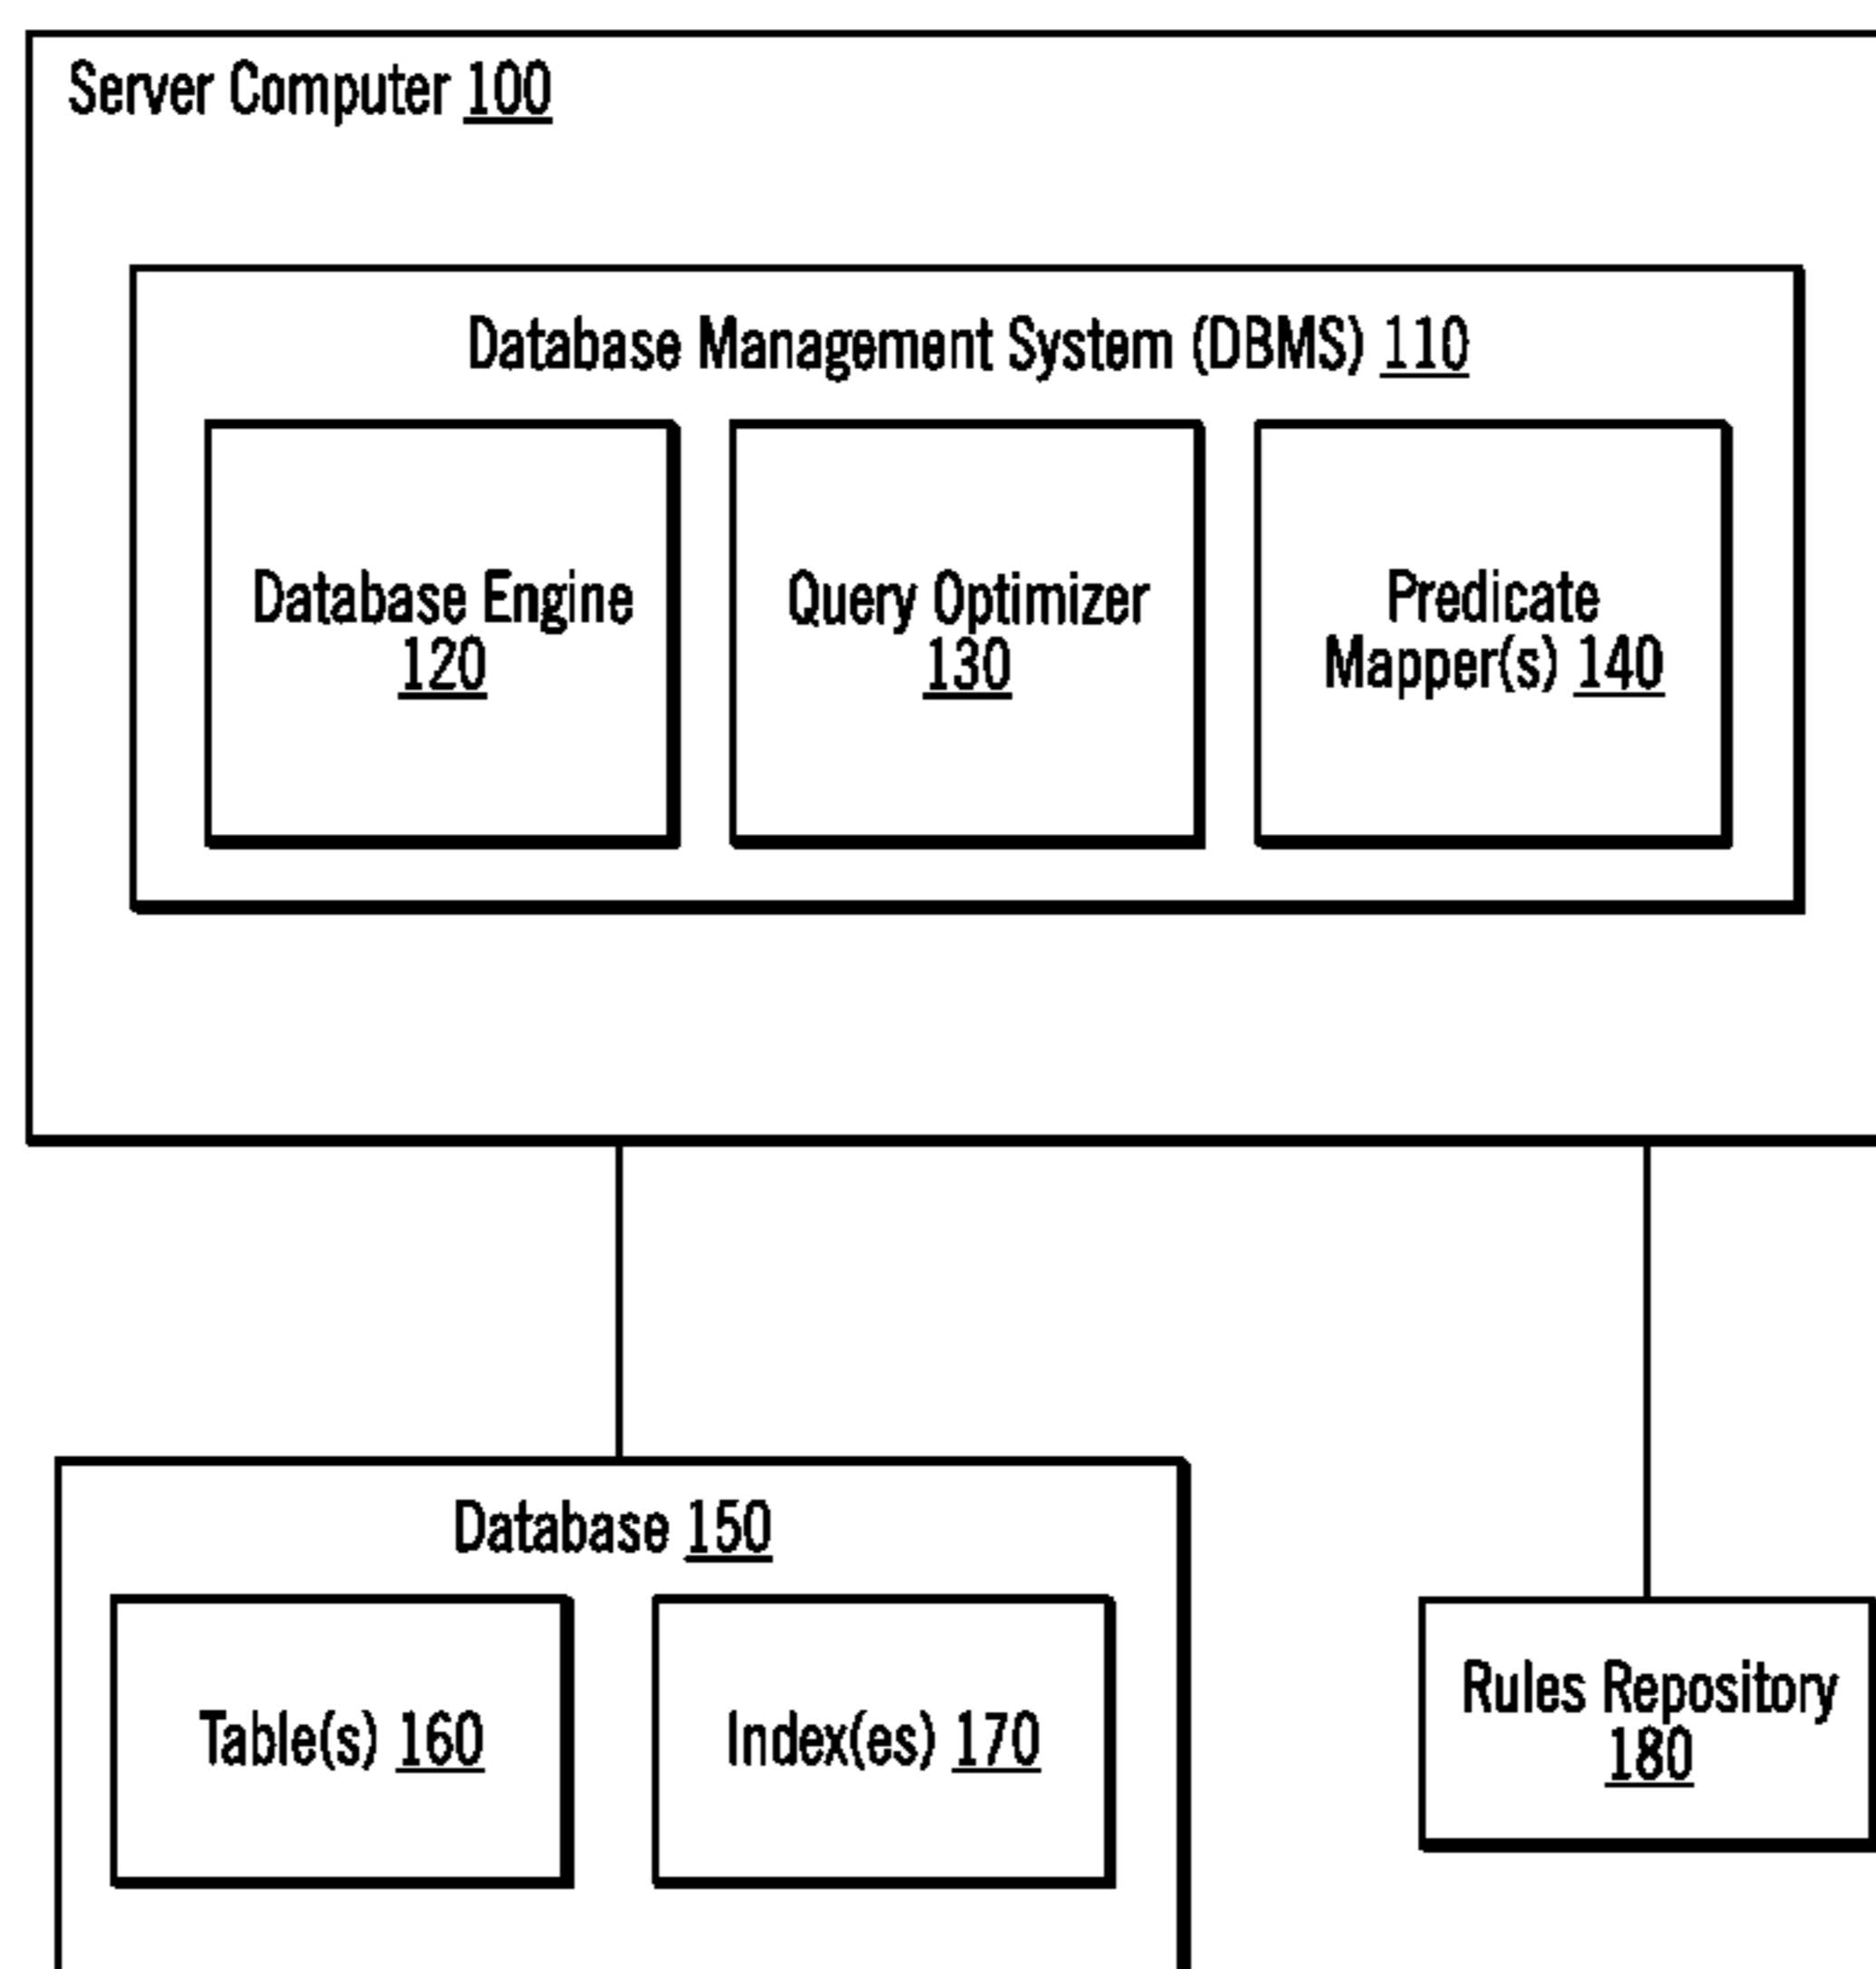 Server Computer 100
Database Management System (DBMS) 110
Database Engine
120
Query Optimizer
130
Predicate
Mapper(s) 140
Database 150
Table(s) 160
Index(es) 170
Rules Repository
180